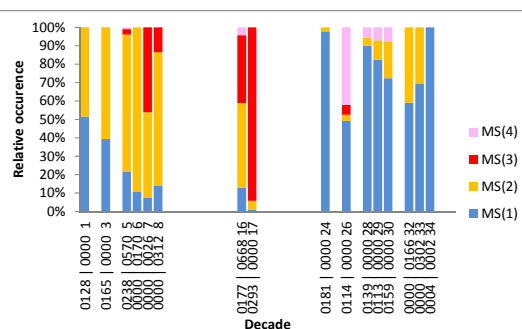 100%
90%
80%
70%
60%
50%
40%
30%
20%
10%
0%
Relative occurence
MS(4)
MS(3)
MS(2)
MS(1)
0128 | 0000 1
0165 | 0000 3
0238 | 0570 5
0000 | 0170 6
0000 | 0026 7
0000 | 0312 8
0177 | 0668 16
0293 | 0000 17
0181 | 0000 24
0114 | 0000 26
0139 | 0000 28
0113 | 0000 29
0159 | 0000 30
0000 | 0166 32
0000 | 33
0004 | 0302 34
Decade